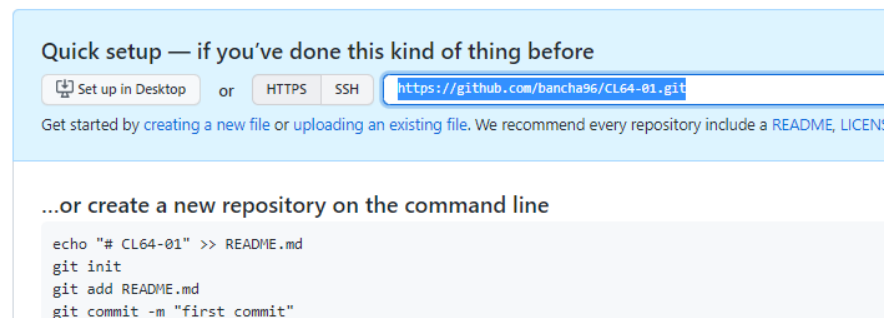 Quick setup — if you've done this kind of thing before
Set up in Desktop or HTTPS SSH https://github.com/bancha96/CL64-01.git
Get started by creating a new file or uploading an existing file. We recommend every repository include a README, LICENS
...or create a new repository on the command line
echo "# CL64-01" >> README.md
git init
git add README.md
git commit -m "first commit"